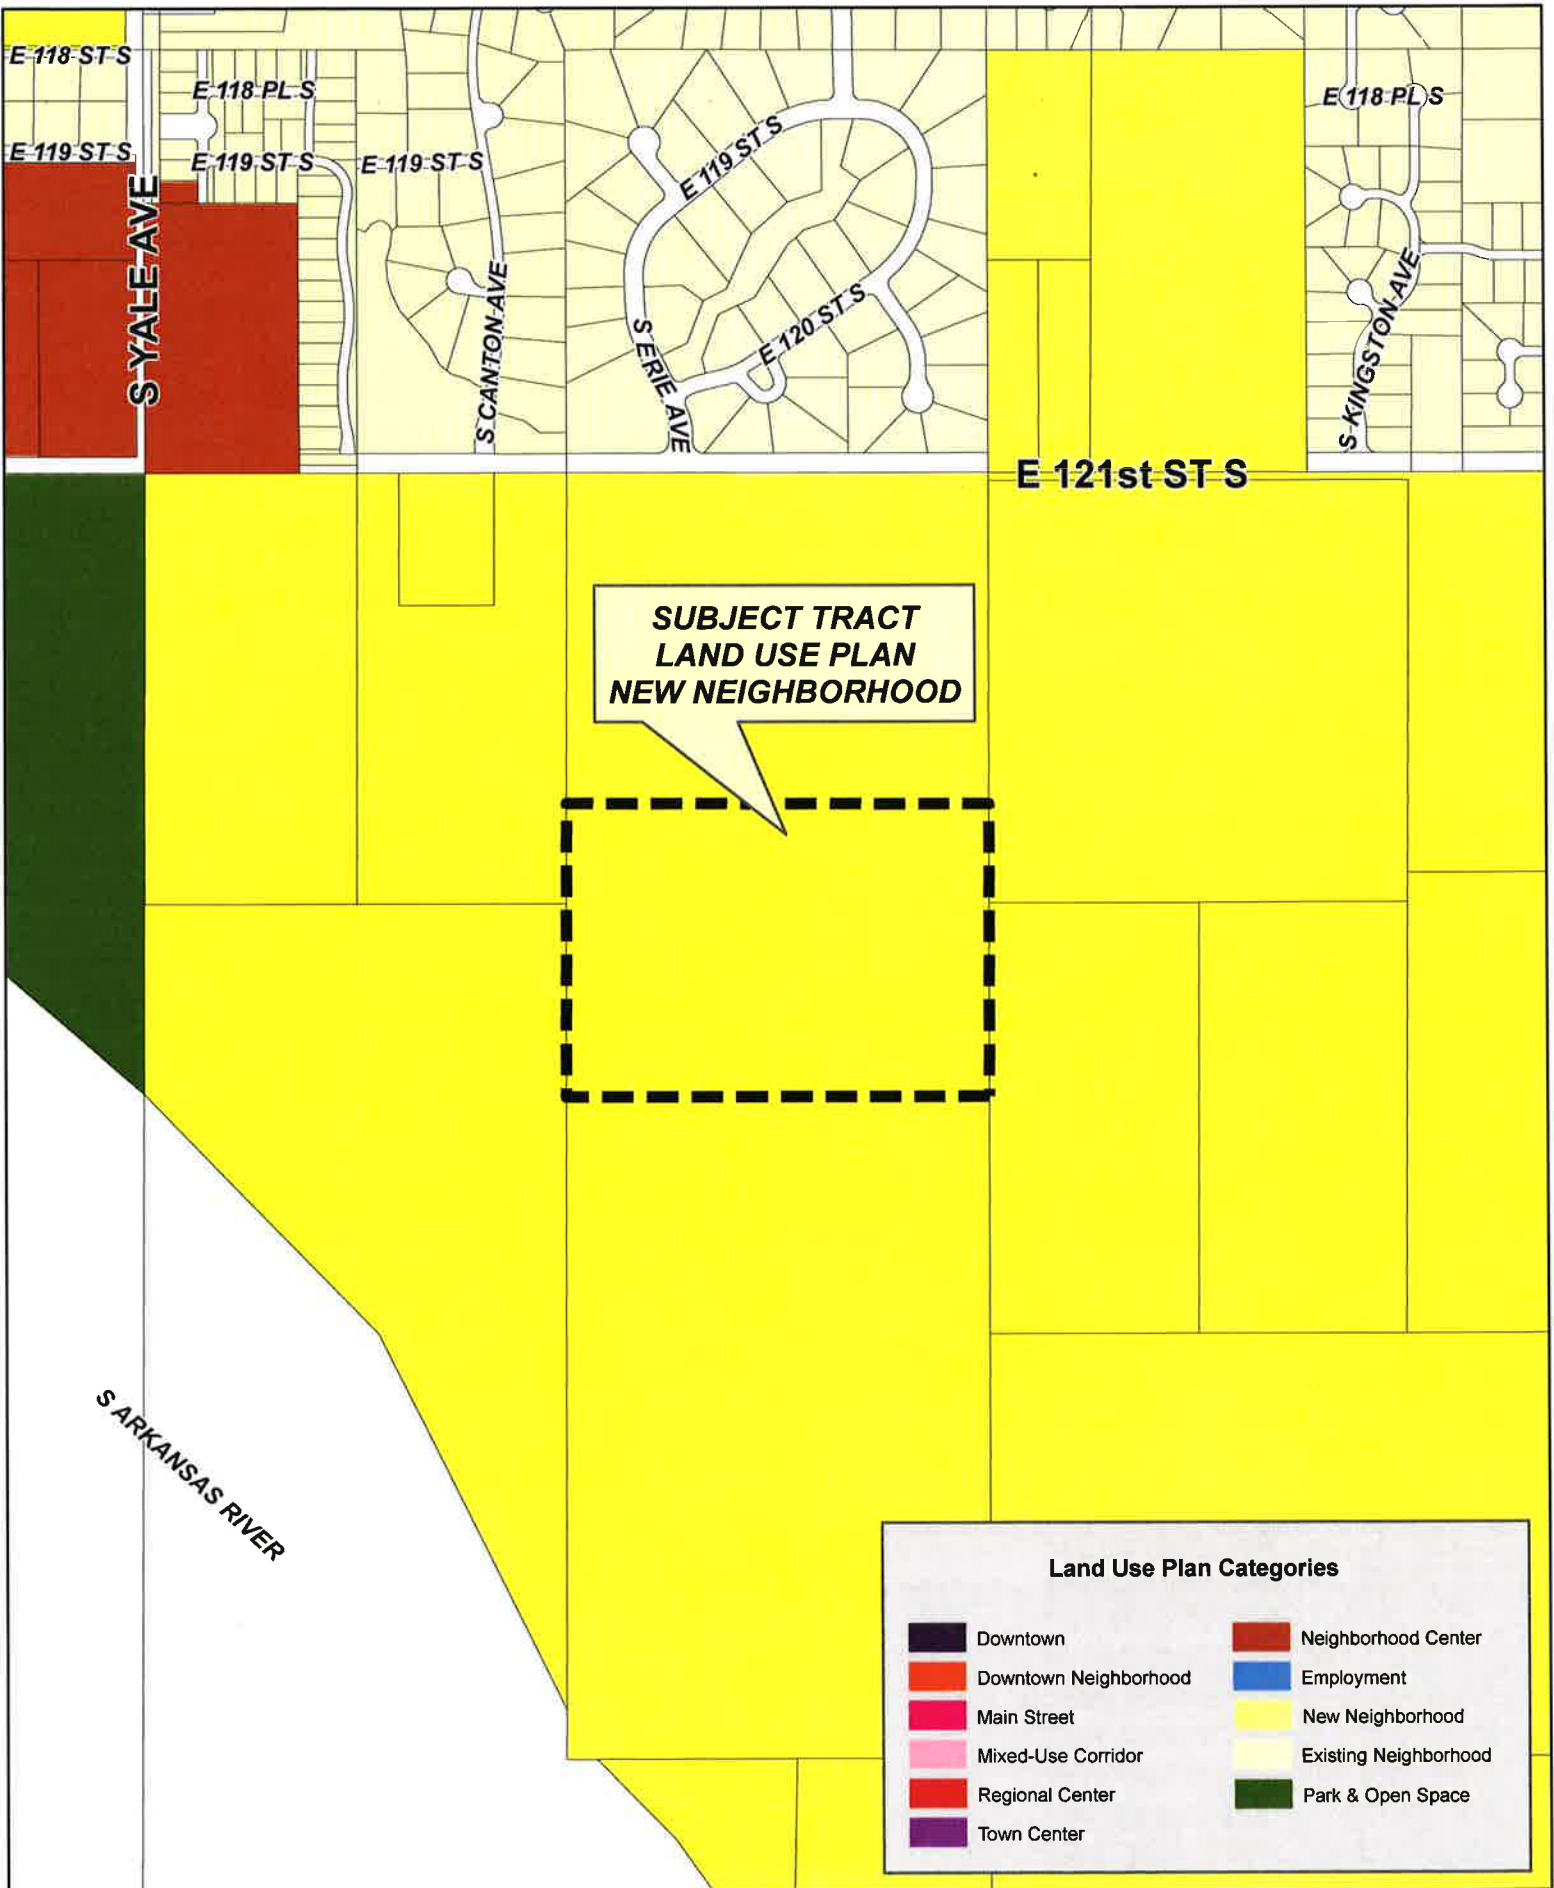 E 118 ST S
E 118 PL S
E 118 PL S
E 119 ST S
E 119 ST S
E 119 ST S
E 119 ST S
S YALE AVE
S CANTON AVE
S ERIE AVE
E 120 ST S
S KINGSTON AVE
E 121st ST S
SUBJECT TRACT
LAND USE PLAN
NEW NEIGHBORHOOD
S ARKANSAS RIVER
Land Use Plan Categories
Downtown
Downtown Neighborhood
Main Street
Mixed-Use Corridor
Regional Center
Town Center
Neighborhood Center
Employment
New Neighborhood
Existing Neighborhood
Park & Open Space